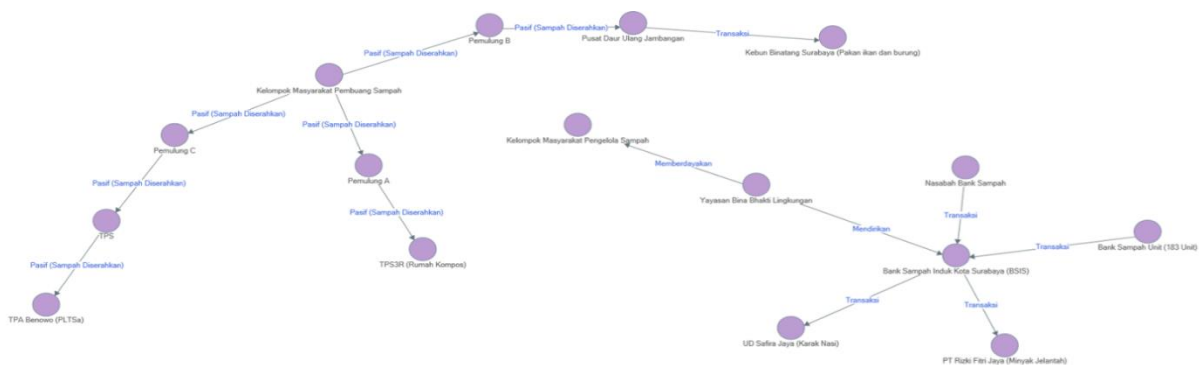 Pemulung B
Pasif (Sampah Diserahkan)
Pusat Daur Ulang Jambangan
Transaksi
Kebun Binatang Surabaya (Pakan ikan dan burung)
Pasif (Sampah Diserahkan)
Kelompok Masyarakat Pembuang Sampah
Pasif (Sampah Diserahkan)
Pasif (Sampah Diserahkan)
Pemulung C
Kelompok Masyarakat Pengelola Sampah
Memberdayakan
Pemulung A
Pasif (Sampah Diserahkan)
Nasabah Bank Sampah
Yayasan Bina Bhakti Lingkungan
Pasif (Sampah Diserahkan)
Transaksi
Mendirikan
TPS
Transaksi
Bank Sampah Unit (183 Unit)
TPS3R (Rumah Kompos)
Pasif (Sampah Diserahkan)
Bank Sampah Induk Kota Surabaya (BSIS)
Transaksi
Transaksi
TPA Benowo (PLTSa)
UD Safira Jaya (Karak Nasi)
PT Rizki Fitri Jaya (Minyak Jelantah)